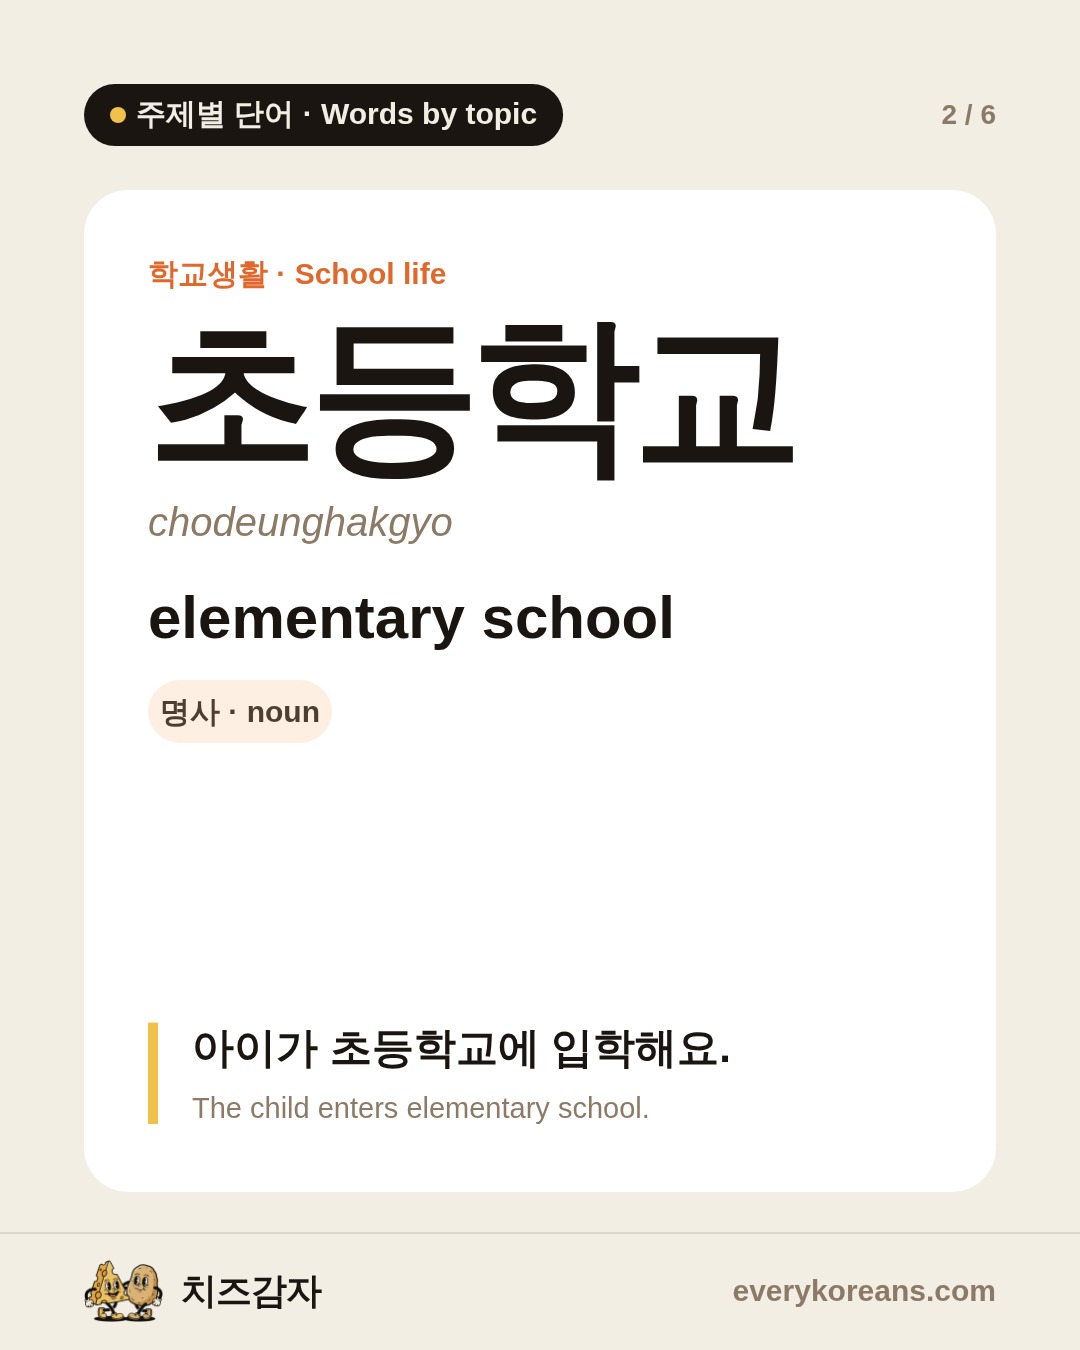 주제별 단어 · Words by topic
2 / 6
학교생활 · School life
초등학교
chodeunghakgyo
elementary school
명사 · noun
아이가 초등학교에 입학해요.
The child enters elementary school.
치즈감자
everykoreans.com